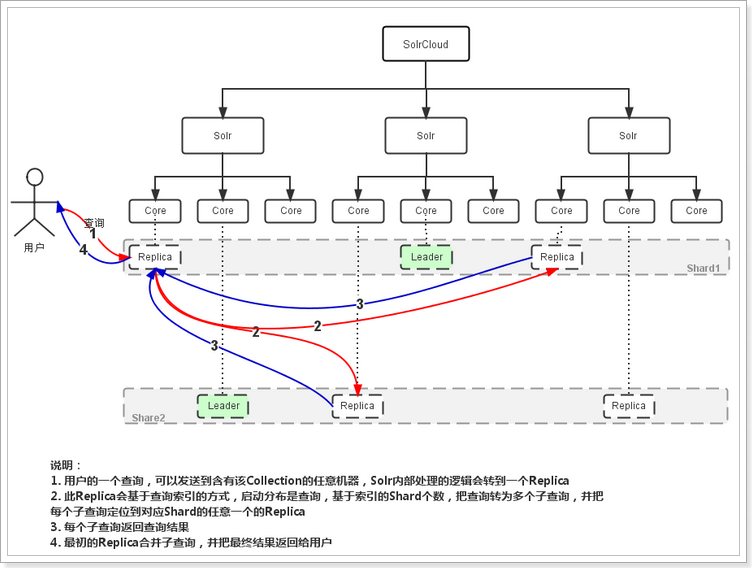 SolrCloud
Solr
Solr
Solr
Core
Core
Core
Core
Core
Core
Core
Core
Core
查询
1
4
用户
Replica
Leader
Replica
Shard1
3
2
2
3
Leader
Replica
Replica
Share2
说明：
1. 用户的一个查询，可以发送到含有该Collection的任意机器，Solr内部处理的逻辑会转到一个Replica
2. 此Replica会基于查询索引的方式，启动分布是查询，基于索引的Shard个数，把查询转为多个子查询，并把
每个子查询定位到对应Shard的任意一个的Replica
3. 每个子查询返回查询结果
4. 最初的Replica合并子查询，并把最终结果返回给用户